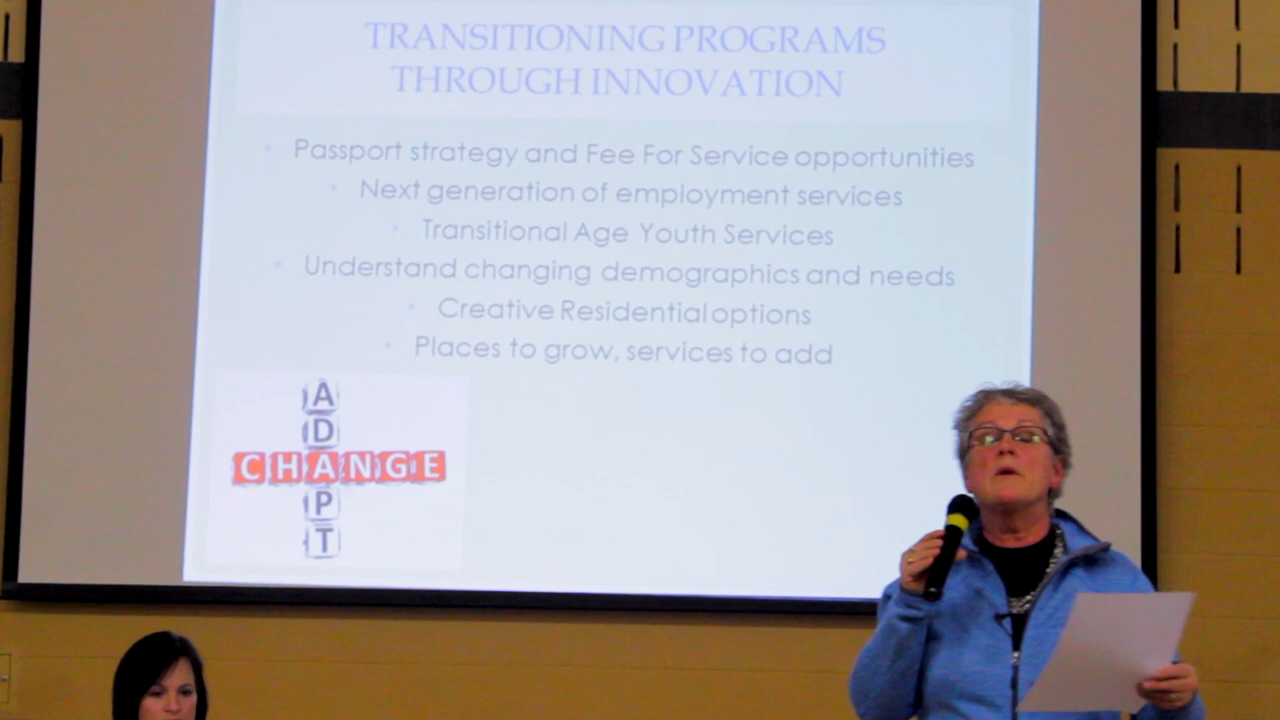 TRANSITIONING PROGRAMS
THROUGH INNOVATION
• Passport strategy and Fee For Service opportunities
• Next generation of employment services
• Transitional Age Youth Services
• Understand changing demographics and needs
• Creative Residential options
• Places to grow, services to add
ADAPT
CHANGE